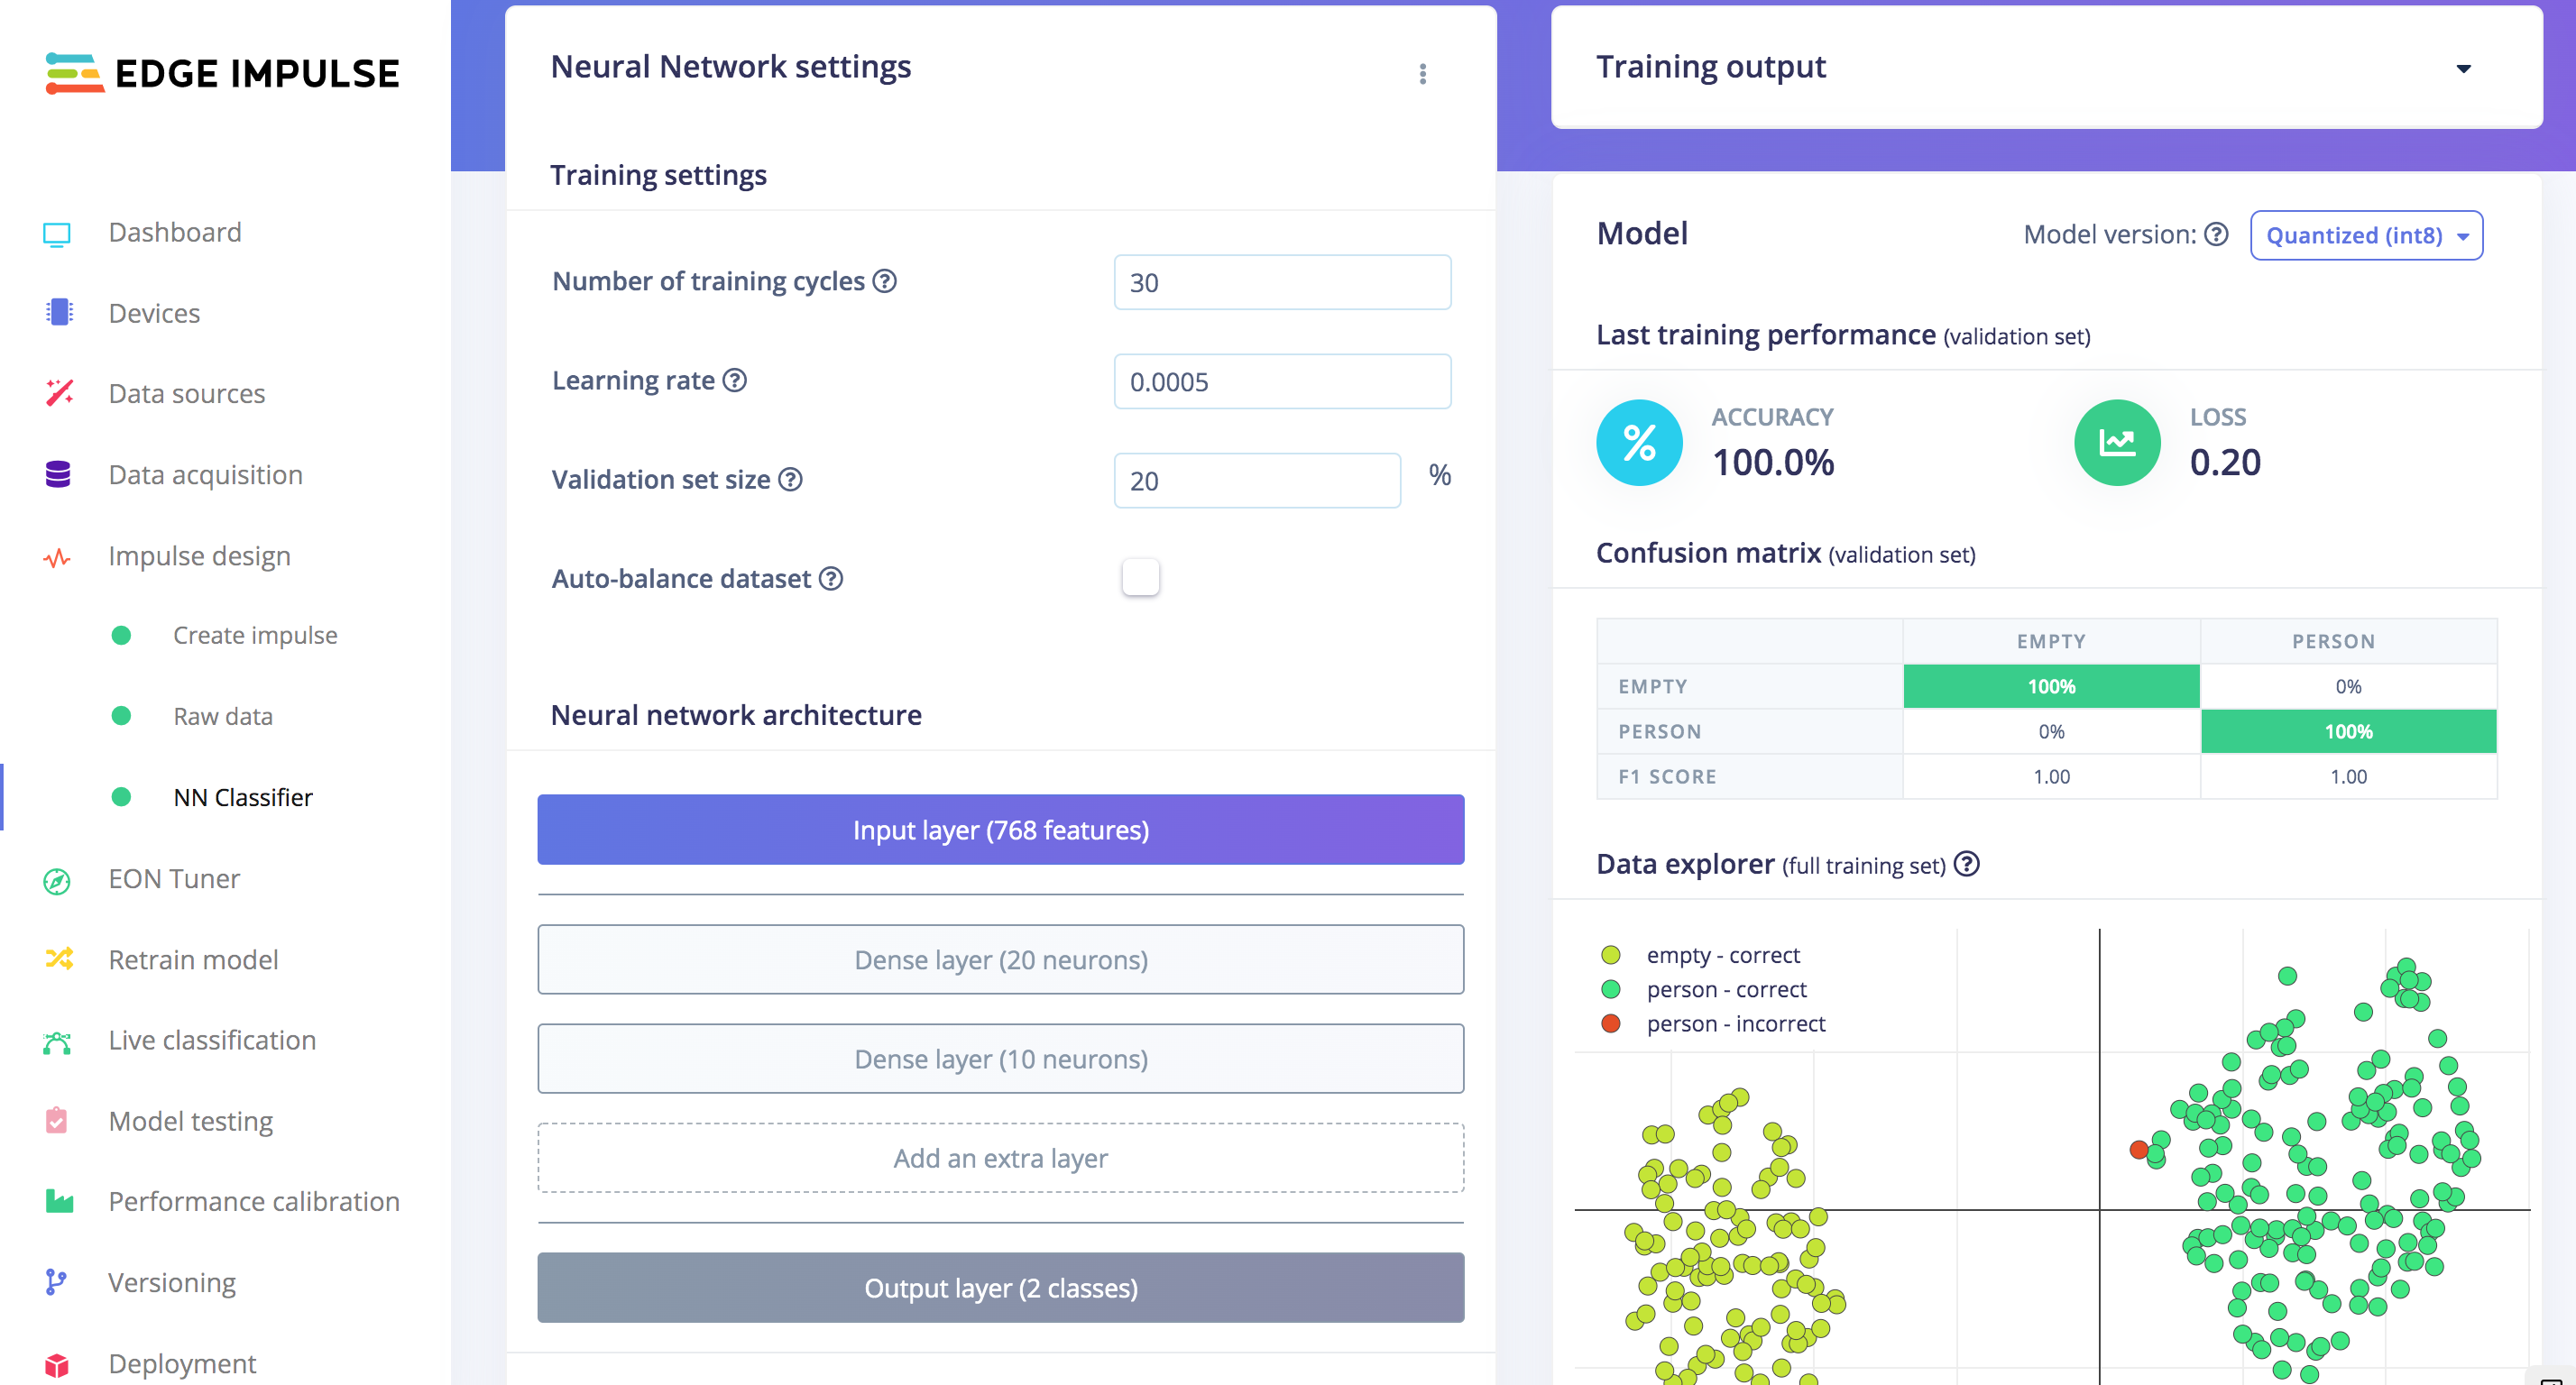 EDGE IMPULSE
Dashboard
Devices
Data sources
Data acquisition
Impulse design
Create impulse
Raw data
NN Classifier
EON Tuner
Retrain model
Live classification
Model testing
Performance calibration
Versioning
Deployment
Neural Network settings
Training settings
Number of training cycles ?
30
Learning rate ?
0.0005
Validation set size ?
20 %
Auto-balance dataset ?
Neural network architecture
Input layer (768 features)
Dense layer (20 neurons)
Dense layer (10 neurons)
Add an extra layer
Output layer (2 classes)
Training output
Model
Model version: ? Quantized (int8)
Last training performance (validation set)
% ACCURACY
100.0%
LOSS
0.20
Confusion matrix (validation set)
EMPTY PERSON
EMPTY 100% 0%
PERSON 0% 100%
F1 SCORE 1.00 1.00
Data explorer (full training set) ?
empty - correct
person - correct
person - incorrect